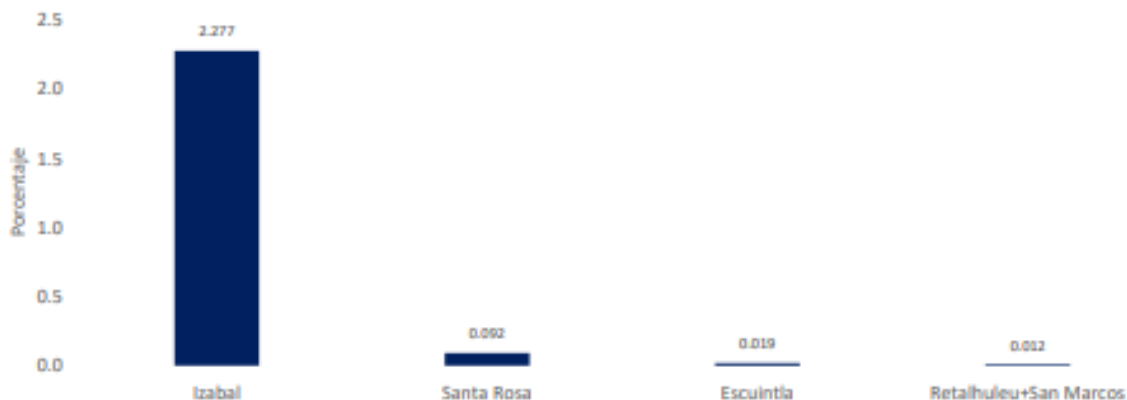 2.5
2.277
2.0
1.5
Porcentaje
1.0
0.5
0.092
0.019
0.012
0.0
Izabal
Santa Rosa
Escuintla
Retalhuleu+San Marcos